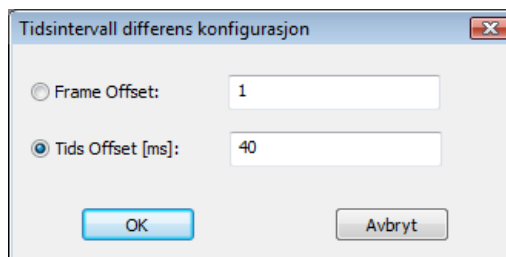 Tidsintervall differens konfigurasjon
Frame Offset: 1
Tids Offset [ms]: 40
OK Avbryt